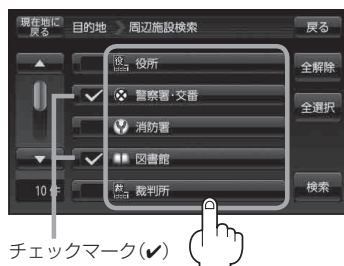 現在地に戻る 目的地 周辺施設検索 戻る
役所 全解除
✔ 警察署・交番
全選択
消防署
✔ 図書館
10件 裁判所 検索
チェックマーク(✔)